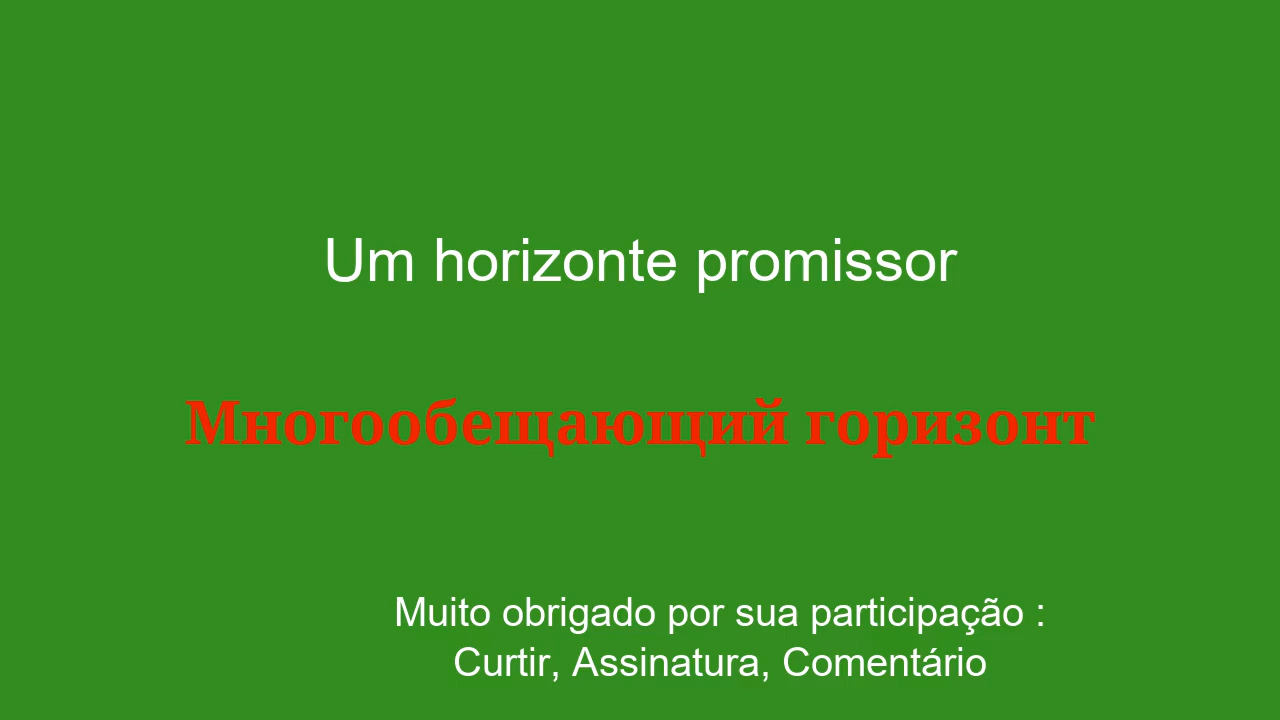 Um horizonte promissor
Многообещающий горизонт
Muito obrigado por sua participação :
Curtir, Assinatura, Comentário